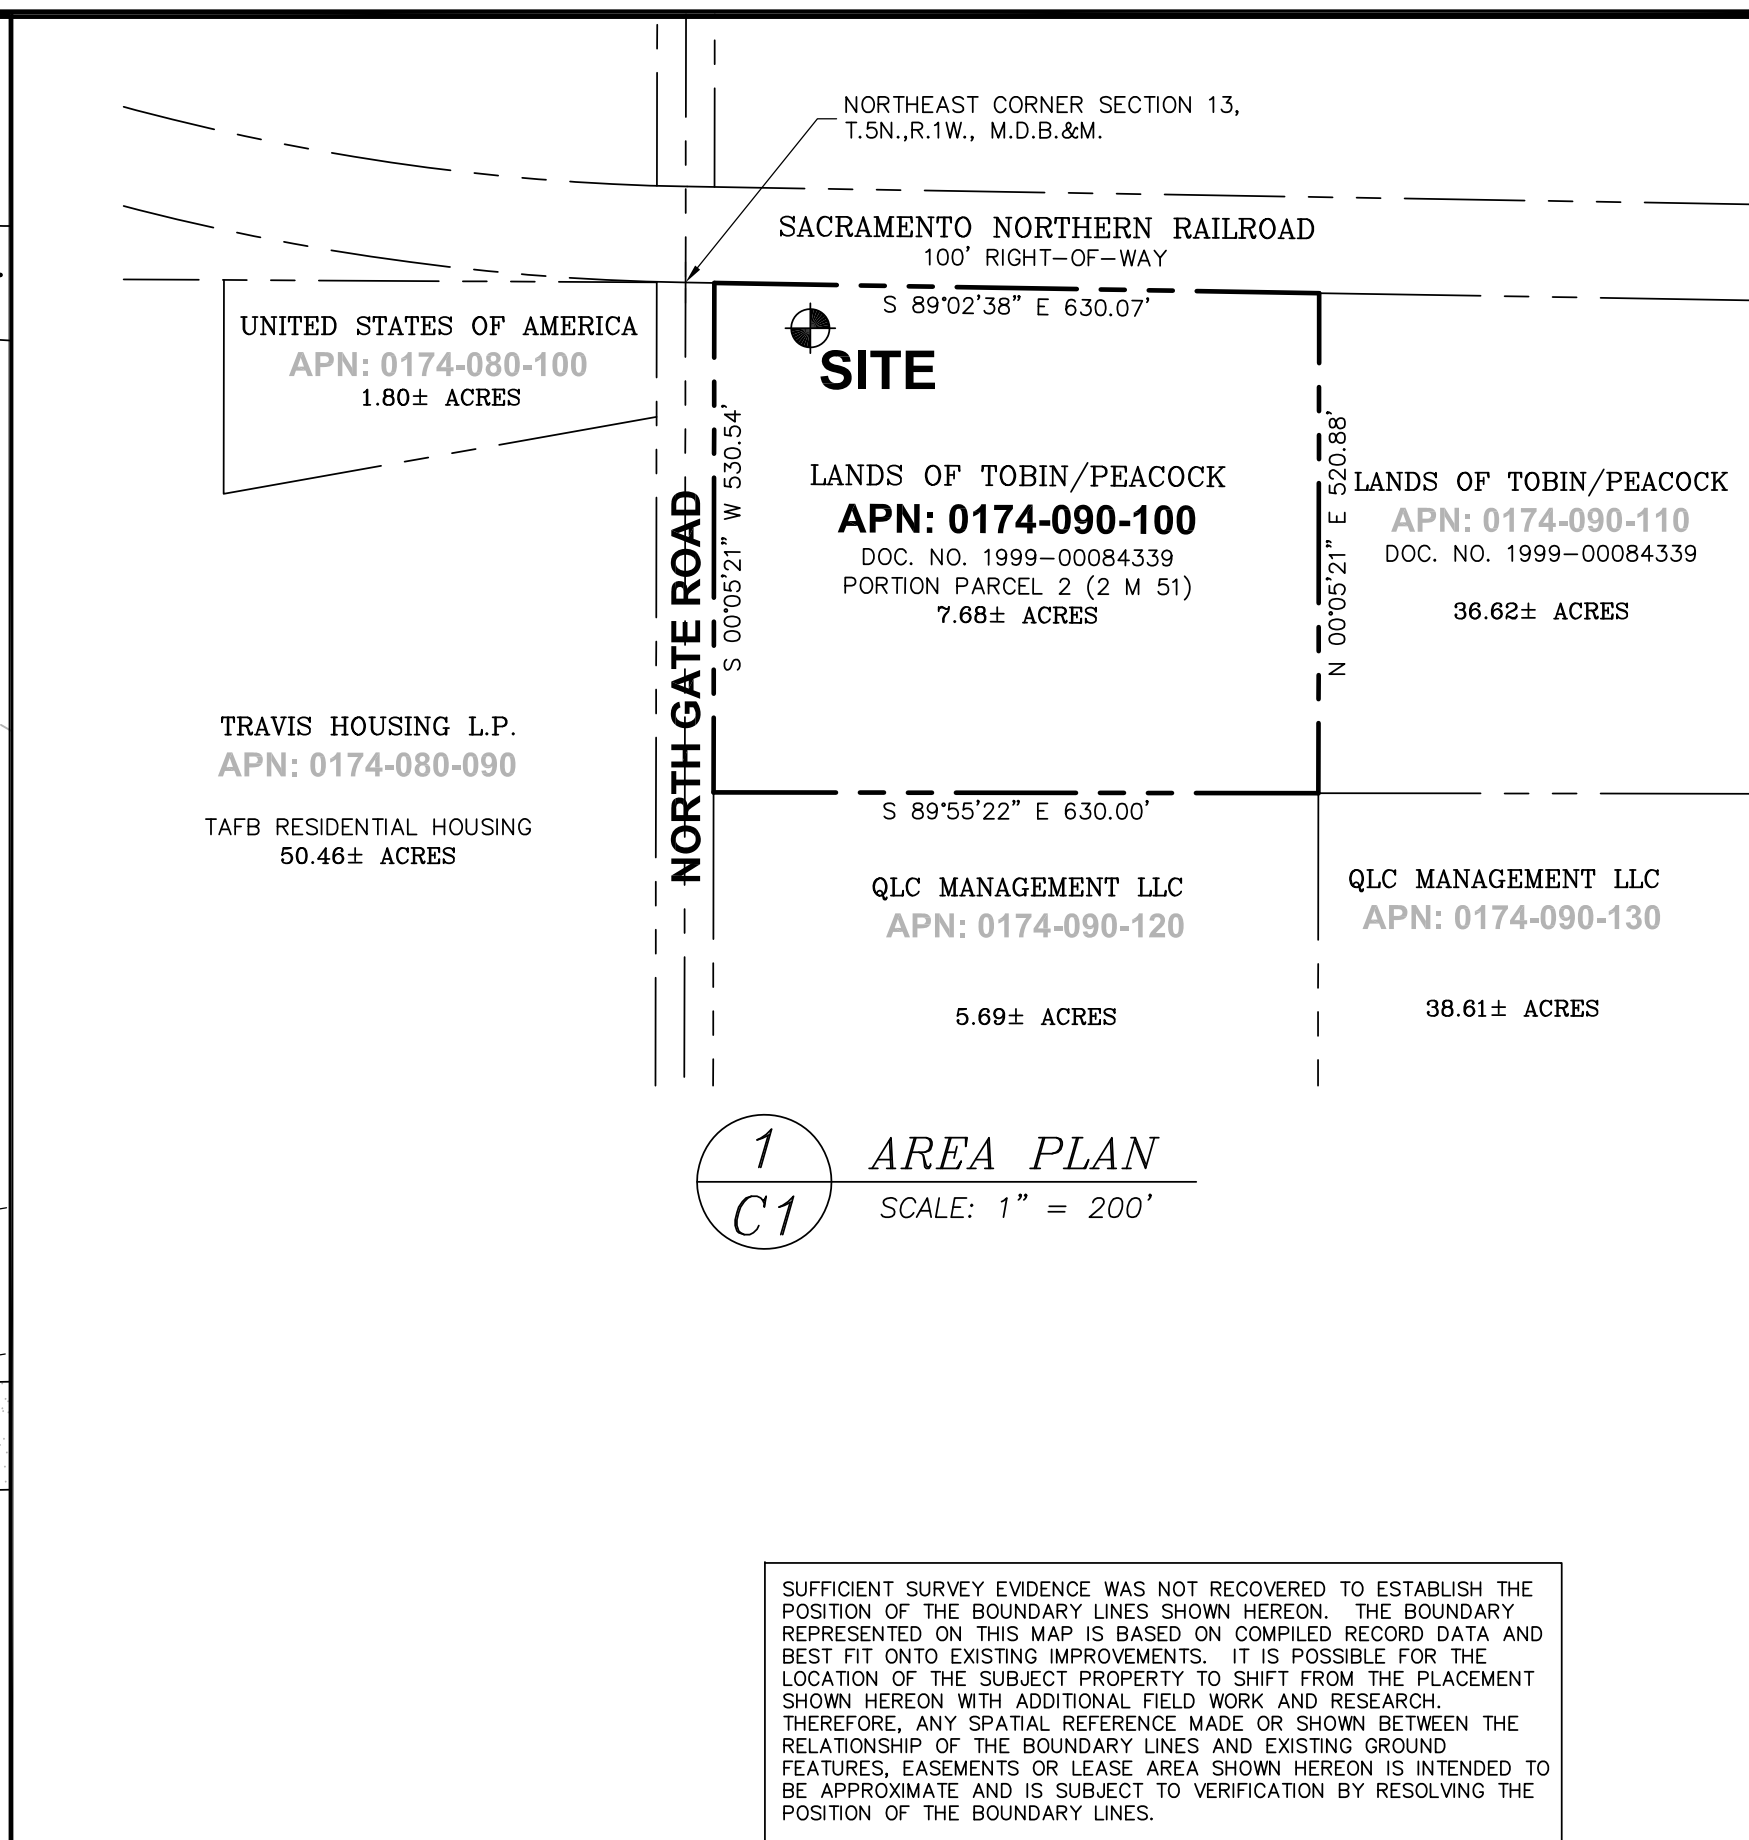 NORTHEAST CORNER SECTION 13,
T.5N.,R.1W., M.D.B.&M.
SACRAMENTO NORTHERN RAILROAD
100' RIGHT-OF-WAY
S 89°02'38" E 630.07'
UNITED STATES OF AMERICA
APN: 0174-080-100
1.80± ACRES
SITE
S 00°05'21" W 530.54'
N 00°05'21" E 520.88'
LANDS OF TOBIN/PEACOCK
APN: 0174-090-100
DOC. NO. 1999-00084339
PORTION PARCEL 2 (2 M 51)
7.68± ACRES
LANDS OF TOBIN/PEACOCK
APN: 0174-090-110
DOC. NO. 1999-00084339
36.62± ACRES
NORTH GATE ROAD
TRAVIS HOUSING L.P.
APN: 0174-080-090
TAFB RESIDENTIAL HOUSING
50.46± ACRES
S 89°55'22" E 630.00'
QLC MANAGEMENT LLC
APN: 0174-090-120
5.69± ACRES
QLC MANAGEMENT LLC
APN: 0174-090-130
38.61± ACRES
1
C1
AREA PLAN
SCALE: 1" = 200'
SUFFICIENT SURVEY EVIDENCE WAS NOT RECOVERED TO ESTABLISH THE
POSITION OF THE BOUNDARY LINES SHOWN HEREON. THE BOUNDARY
REPRESENTED ON THIS MAP IS BASED ON COMPILED RECORD DATA AND
BEST FIT ONTO EXISTING IMPROVEMENTS. IT IS POSSIBLE FOR THE
LOCATION OF THE SUBJECT PROPERTY TO SHIFT FROM THE PLACEMENT
SHOWN HEREON WITH ADDITIONAL FIELD WORK AND RESEARCH.
THEREFORE, ANY SPATIAL REFERENCE MADE OR SHOWN BETWEEN THE
RELATIONSHIP OF THE BOUNDARY LINES AND EXISTING GROUND
FEATURES, EASEMENTS OR LEASE AREA SHOWN HEREON IS INTENDED TO
BE APPROXIMATE AND IS SUBJECT TO VERIFICATION BY RESOLVING THE
POSITION OF THE BOUNDARY LINES.